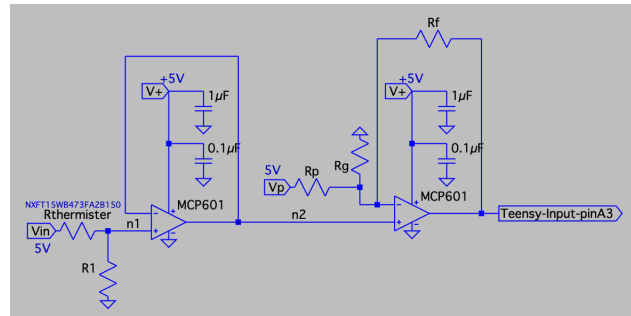 Rf
+5V
V+
1µF
0.1µF
MCP601
+5V
V+
1µF
0.1µF
MCP601
5V
Vp
Rp
Rg
NXFT15WB473FA2B150
Rthermister
Vin
5V
n1
R1
n2
Teensy-Input-pinA3